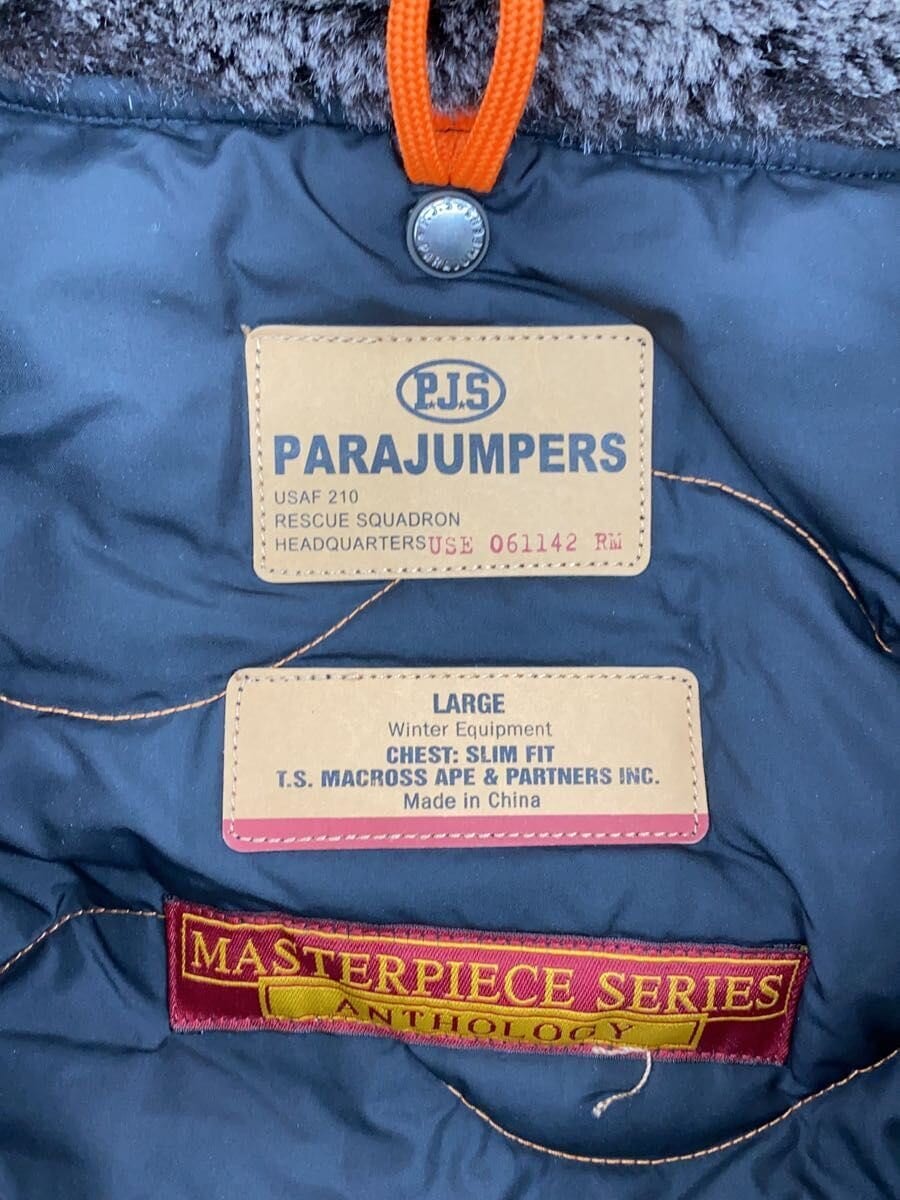 P.J.S
PARAJUMPERS
P.J.S
PARAJUMPERS
USAF 210
RESCUE SQUADRON
HEADQUARTERS USE 061142 RM
LARGE
Winter Equipment
CHEST: SLIM FIT
T.S. MACROSS APE & PARTNERS INC.
Made in China
MASTERPIECE SERIES
ANTHOLOGY